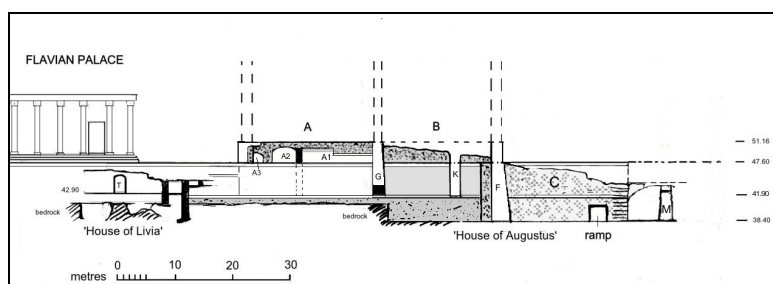 FLAVIAN PALACE
A
B
51.16
A2
A1
47.60
A3
G
K
C
T
F
42.90
41.90
M
bedrock
bedrock
38.40
'House of Livia'
'House of Augustus'
ramp
metres 0 10 20 30